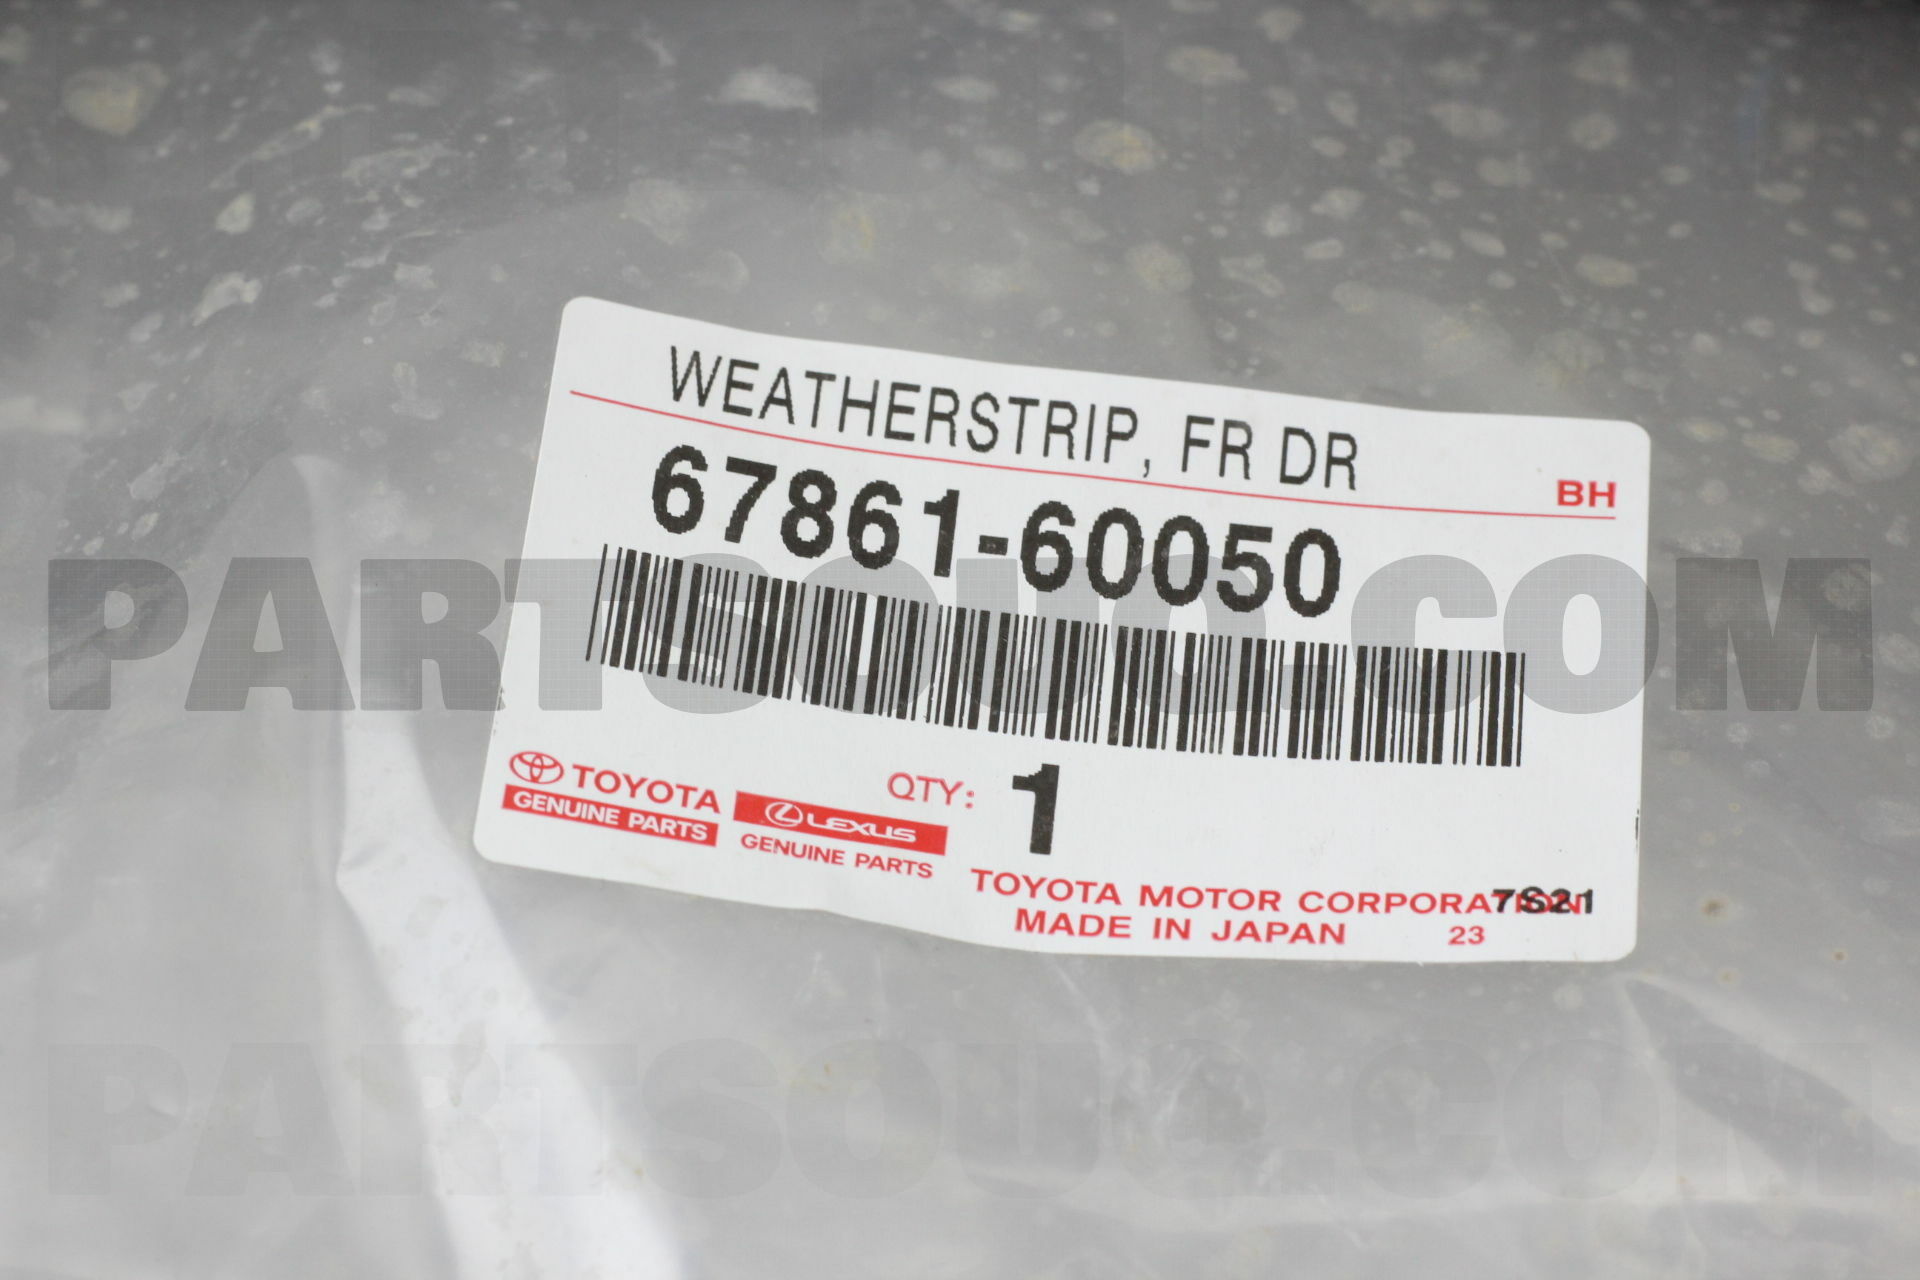 WEATHERSTRIP, FR DR
BH
67861-60050
PARTSOUQ.COM
TOYOTA
GENUINE PARTS
LEXUS
GENUINE PARTS
QTY: 1
TOYOTA MOTOR CORPORATION
7S21
MADE IN JAPAN 23
PARTSOUQ.COM